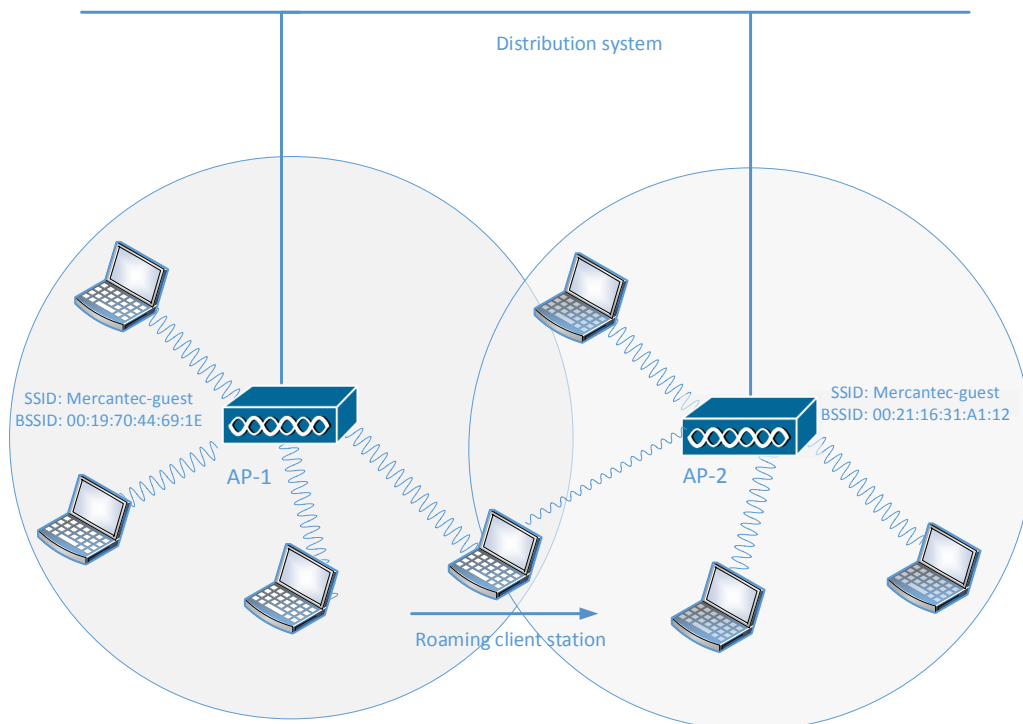 Distribution system
SSID: Mercantec-guest
BSSID: 00:19:70:44:69:1E
AP-1
SSID: Mercantec-guest
BSSID: 00:21:16:31:A1:12
AP-2
Roaming client station